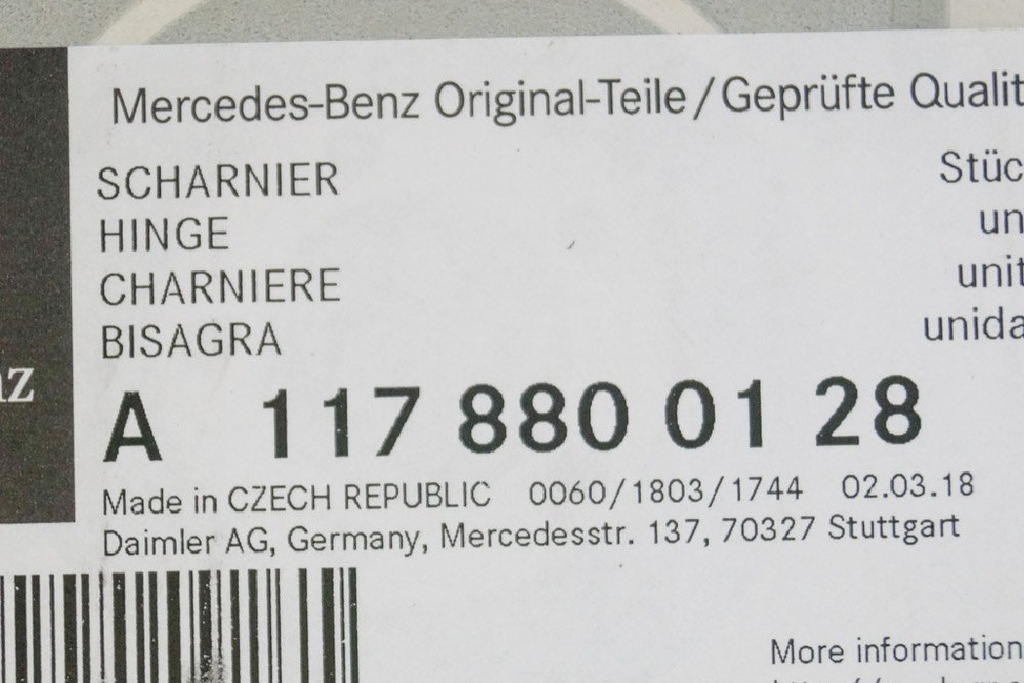 Mercedes-Benz Original-Teile/Geprüfte Qualit
SCHARNIER Stüc
HINGE un
CHARNIERE unit
BISAGRA unida
nz
A 117 880 01 28
Made in CZECH REPUBLIC 0060/1803/1744 02.03.18
Daimler AG, Germany, Mercedesstr. 137, 70327 Stuttgart
More information